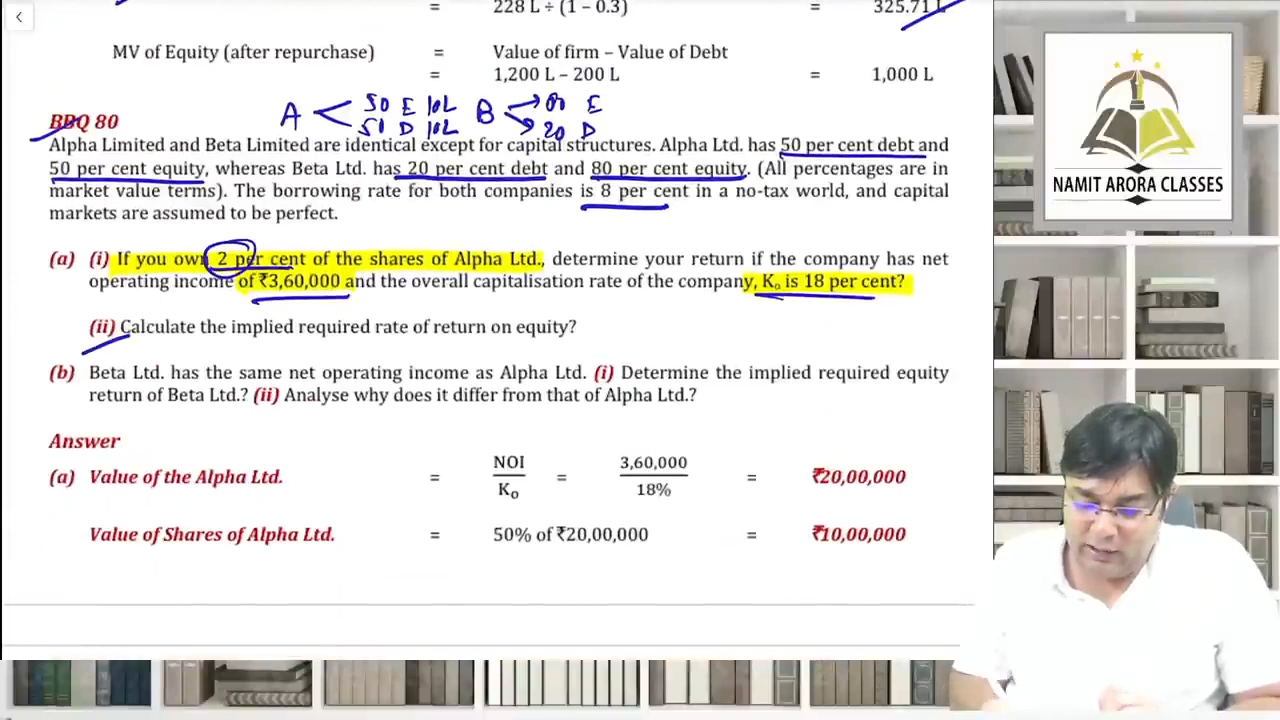 = 228 L ÷ (1 – 0.3) = 325.71 L
MV of Equity (after repurchase) = Value of firm – Value of Debt
= 1,200 L – 200 L = 1,000 L
A < 50 E 10L B 80 E
50 D 10L 20 D
BBQ 80
Alpha Limited and Beta Limited are identical except for capital structures. Alpha Ltd. has 50 per cent debt and
50 per cent equity, whereas Beta Ltd. has 20 per cent debt and 80 per cent equity. (All percentages are in
market value terms). The borrowing rate for both companies is 8 per cent in a no-tax world, and capital
markets are assumed to be perfect.
(a) (i) If you own 2 per cent of the shares of Alpha Ltd., determine your return if the company has net
operating income of ₹3,60,000 and the overall capitalisation rate of the company, Ko is 18 per cent?
(ii) Calculate the implied required rate of return on equity?
(b) Beta Ltd. has the same net operating income as Alpha Ltd. (i) Determine the implied required equity
return of Beta Ltd.? (ii) Analyse why does it differ from that of Alpha Ltd.?
Answer
(a) Value of the Alpha Ltd. = NOI / Ko = 3,60,000 / 18% = ₹20,00,000
Value of Shares of Alpha Ltd. = 50% of ₹20,00,000 = ₹10,00,000
NAMIT ARORA CLASSES